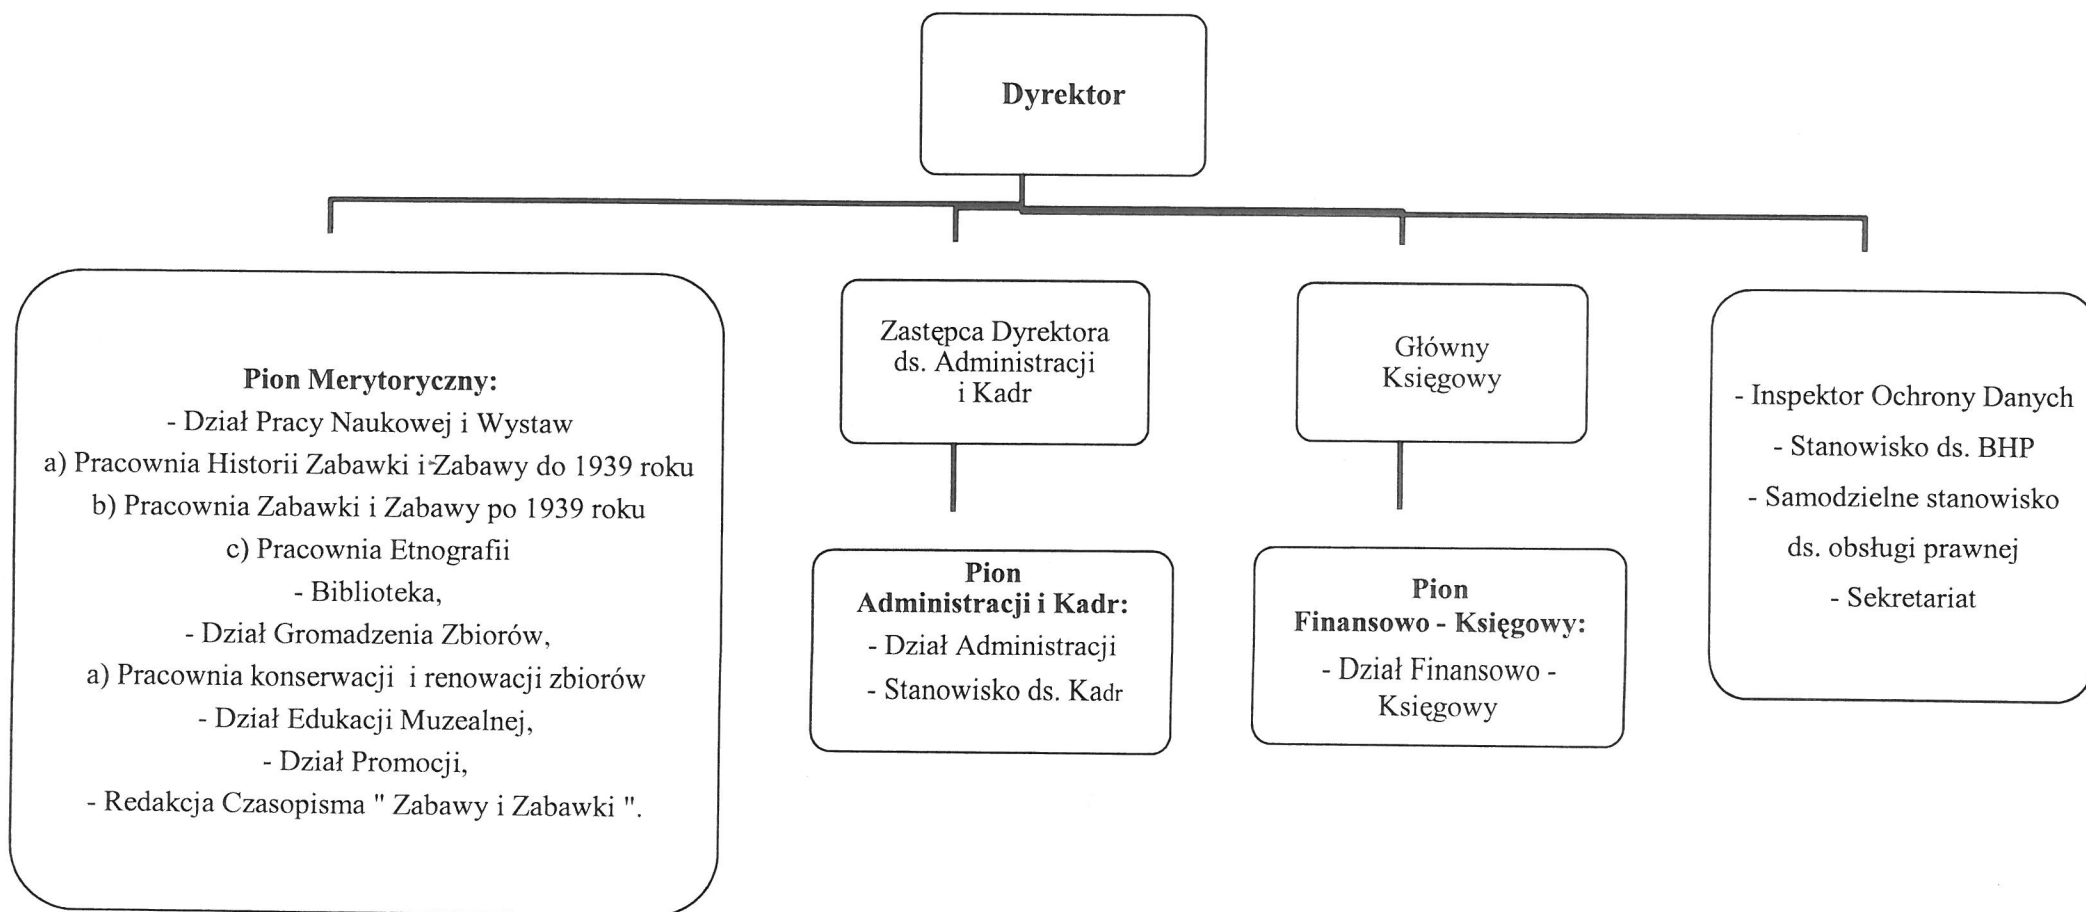 Dyrektor
Pion Merytoryczny:
- Dział Pracy Naukowej i Wystaw
a) Pracownia Historii Zabawki i Zabawy do 1939 roku
b) Pracownia Zabawki i Zabawy po 1939 roku
c) Pracownia Etnografii
- Biblioteka,
- Dział Gromadzenia Zbiorów,
a) Pracownia konserwacji i renowacji zbiorów
- Dział Edukacji Muzealnej,
- Dział Promocji,
- Redakcja Czasopisma " Zabawy i Zabawki ".
Zastępca Dyrektora
ds. Administracji
i Kadr
Pion
Administracji i Kadr:
- Dział Administracji
- Stanowisko ds. Kadr
Główny
Księgowy
Pion
Finansowo - Księgowy:
- Dział Finansowo -
Księgowy
- Inspektor Ochrony Danych
- Stanowisko ds. BHP
- Samodzielne stanowisko
ds. obsługi prawnej
- Sekretariat